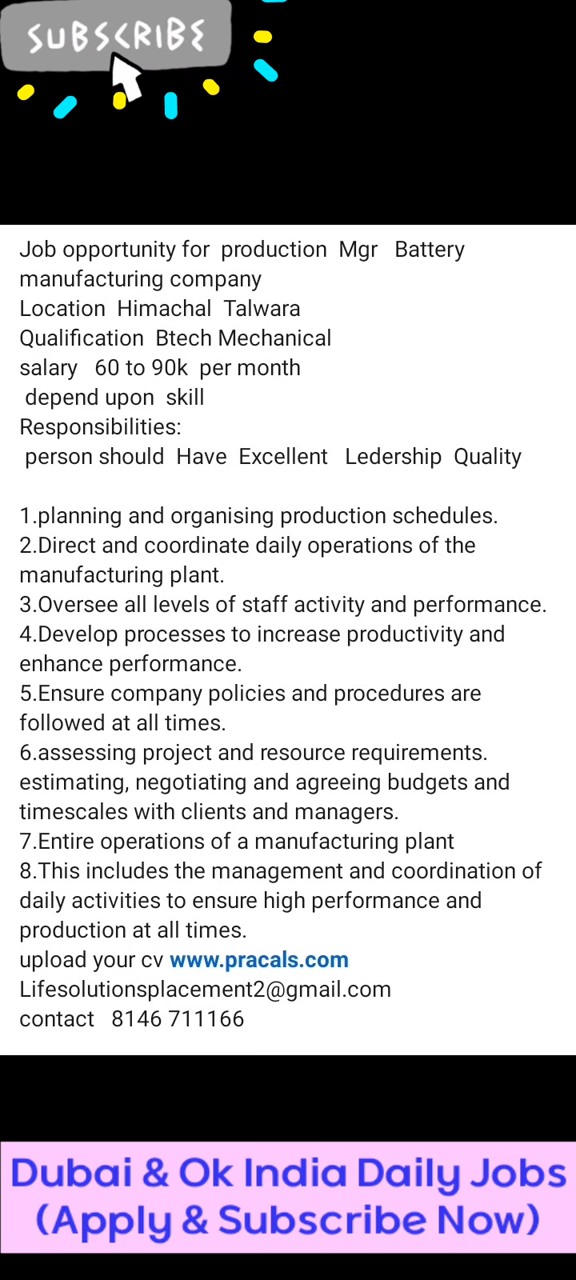 SUBSCRIBE
Job opportunity for production Mgr Battery
manufacturing company
Location Himachal Talwara
Qualification Btech Mechanical
salary 60 to 90k per month
depend upon skill
Responsibilities:
person should Have Excellent Ledership Quality
1.planning and organising production schedules.
2.Direct and coordinate daily operations of the
manufacturing plant.
3.Oversee all levels of staff activity and performance.
4.Develop processes to increase productivity and
enhance performance.
5.Ensure company policies and procedures are
followed at all times.
6.assessing project and resource requirements.
estimating, negotiating and agreeing budgets and
timescales with clients and managers.
7.Entire operations of a manufacturing plant
8.This includes the management and coordination of
daily activities to ensure high performance and
production at all times.
upload your cv www.pracals.com
Lifesolutionsplacement2@gmail.com
contact 8146 711166
Dubai & Ok India Daily Jobs
(Apply & Subscribe Now)